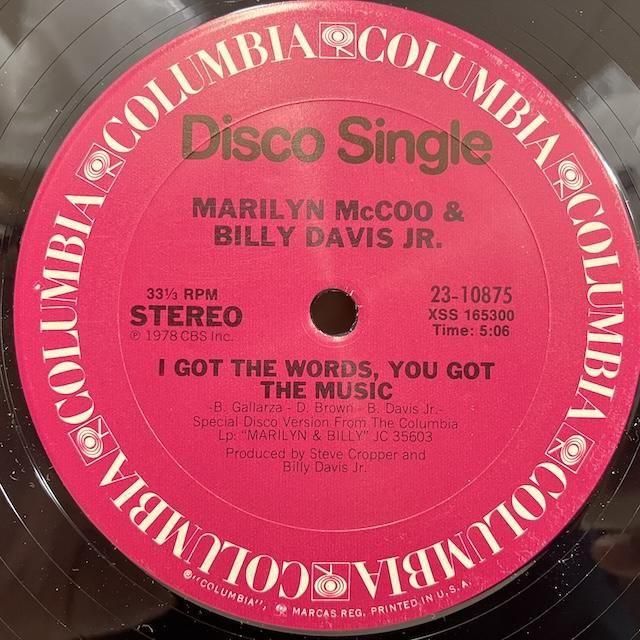 COLUMBIA COLUMBIA COLUMBIA COLUMBIA COLUMBIA COLUMBIA COLUMBIA COLUMBIA
Disco Single
MARILYN McCOO &
BILLY DAVIS JR.
33⅓ RPM
STEREO
℗ 1978 CBS Inc.
23-10875
XSS 165300
Time: 5:06
I GOT THE WORDS, YOU GOT
THE MUSIC
-B. Gallarza - D. Brown - B. Davis Jr.-
Special Disco Version From The Columbia
Lp: "MARILYN & BILLY" JC 35603
Produced by Steve Cropper and
Billy Davis Jr.
® "COLUMBIA", MARCAS REG. PRINTED IN U.S.A.